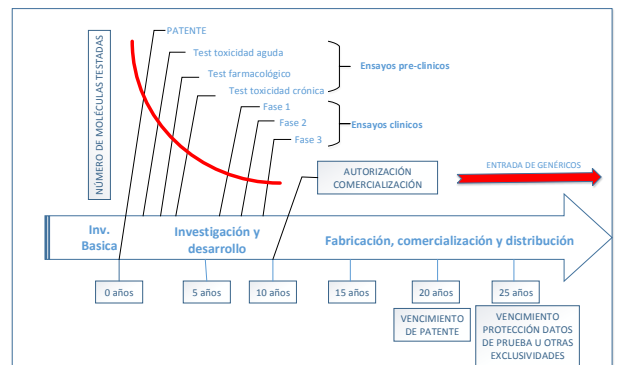 NÚMERO DE MOLÉCULAS TESTADAS
PATENTE
Test toxicidad aguda
Test farmacológico
Test toxicidad crónica
Ensayos pre-clinicos
Fase 1
Fase 2
Fase 3
Ensayos clinicos
AUTORIZACIÓN
COMERCIALIZACIÓN
ENTRADA DE GENÉRICOS
Inv.
Basica
Investigación y
desarrollo
Fabricación, comercialización y distribución
0 años
5 años
10 años
15 años
20 años
25 años
VENCIMIENTO
DE PATENTE
VENCIMIENTO
PROTECCIÓN DATOS
DE PRUEBA U OTRAS
EXCLUSIVIDADES